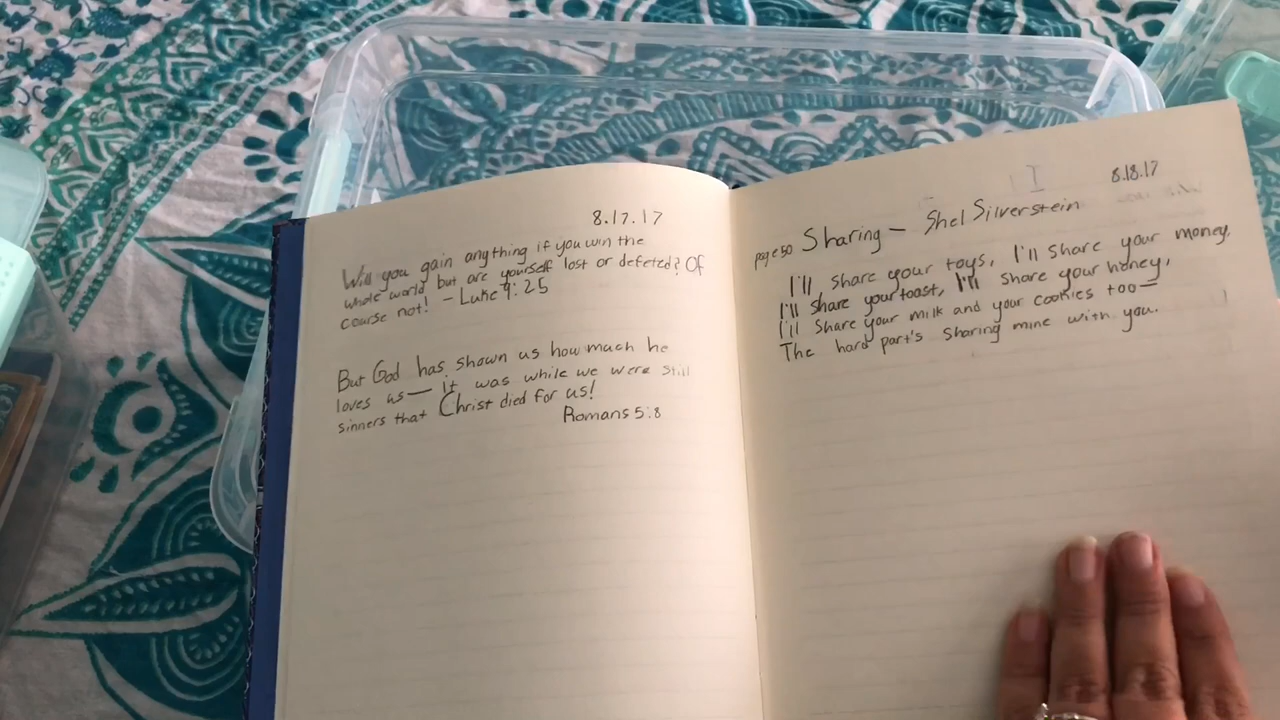 8.17.17
Will you gain anything if you win the
whole world but are yourself lost or defeted? Of
course not! - Luke 9:25
But God has shown us how much he
loves us— it was while we were still
sinners that Christ died for us!
Romans 5:8
8.18.17
page 50 Sharing - Shel Silverstein
I'll share your toys, I'll share your money,
I'll share your toast, I'll share your honey,
I'll share your milk and your cookies too—
The hard part's sharing mine with you.